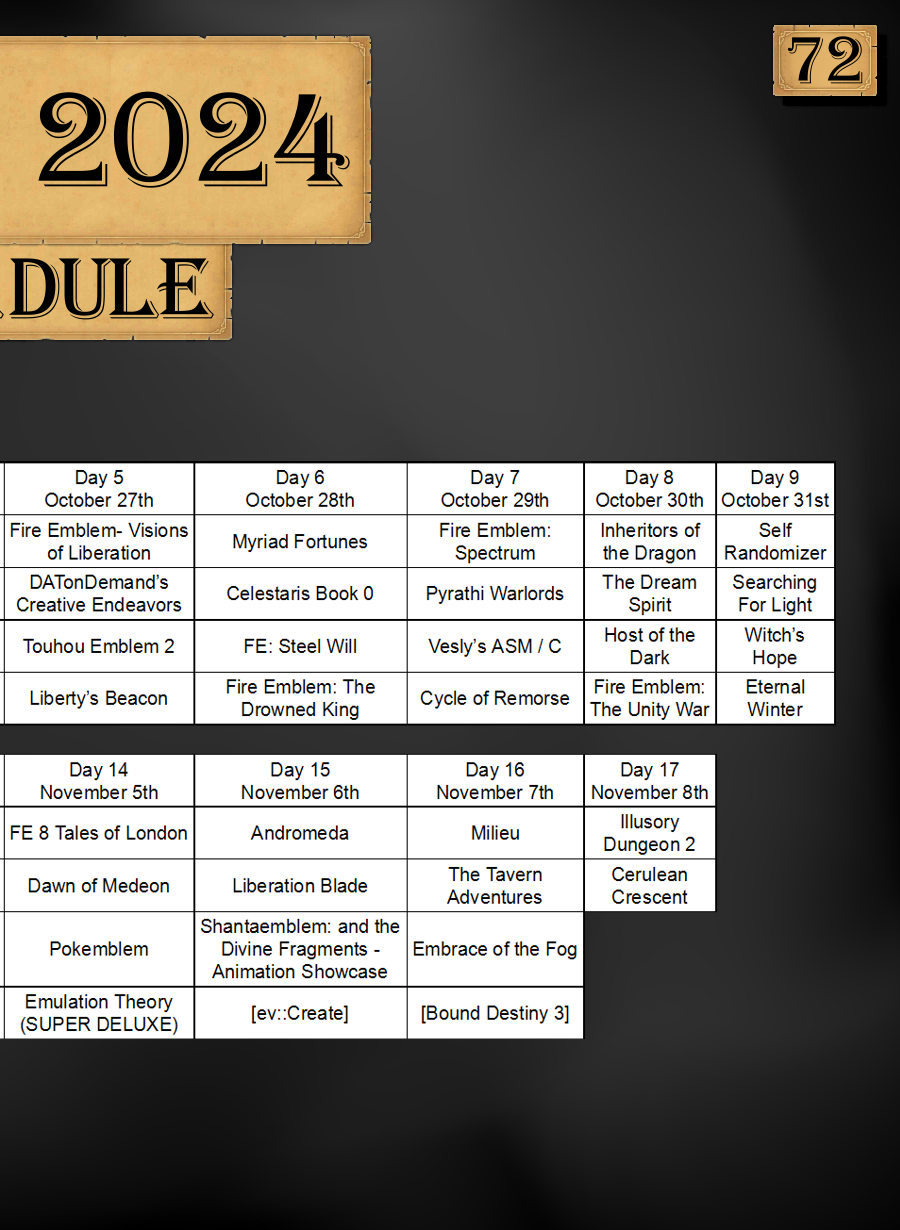 72
2024
DULE
Day 5 Day 6 Day 7 Day 8 Day 9
October 27th October 28th October 29th October 30th October 31st
Fire Emblem- Visions Myriad Fortunes Fire Emblem: Inheritors of Self
of Liberation Spectrum the Dragon Randomizer
DATonDemand’s Celestaris Book 0 Pyrathi Warlords The Dream Searching
Creative Endeavors Spirit For Light
Touhou Emblem 2 FE: Steel Will Vesly’s ASM / C Host of the Witch’s
Dark Hope
Liberty’s Beacon Fire Emblem: The Cycle of Remorse Fire Emblem: Eternal
Drowned King The Unity War Winter
Day 14 Day 15 Day 16 Day 17
November 5th November 6th November 7th November 8th
FE 8 Tales of London Andromeda Milieu Illusory
Dungeon 2
Dawn of Medeon Liberation Blade The Tavern Cerulean
Adventures Crescent
Shantaemblem: and the
Pokemblem Divine Fragments - Embrace of the Fog
Animation Showcase
Emulation Theory [ev::Create] [Bound Destiny 3]
(SUPER DELUXE)